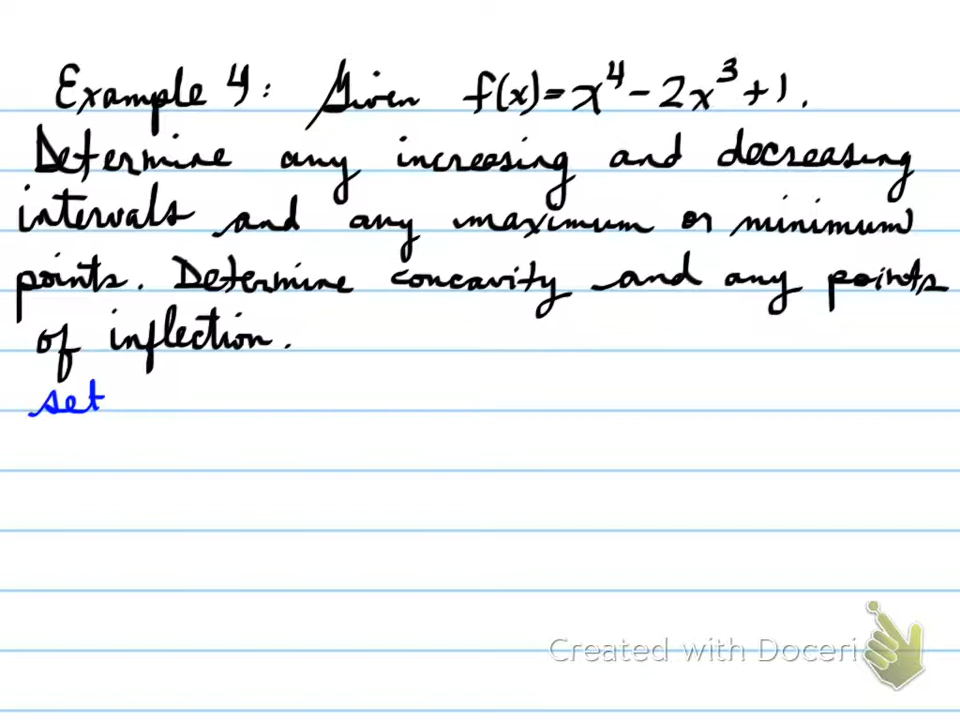 Example 4: Given f(x)=x⁴-2x³+1.
Determine any increasing and decreasing
intervals and any maximum or minimum
points. Determine concavity and any points
of inflection.
set
Created with Doceri